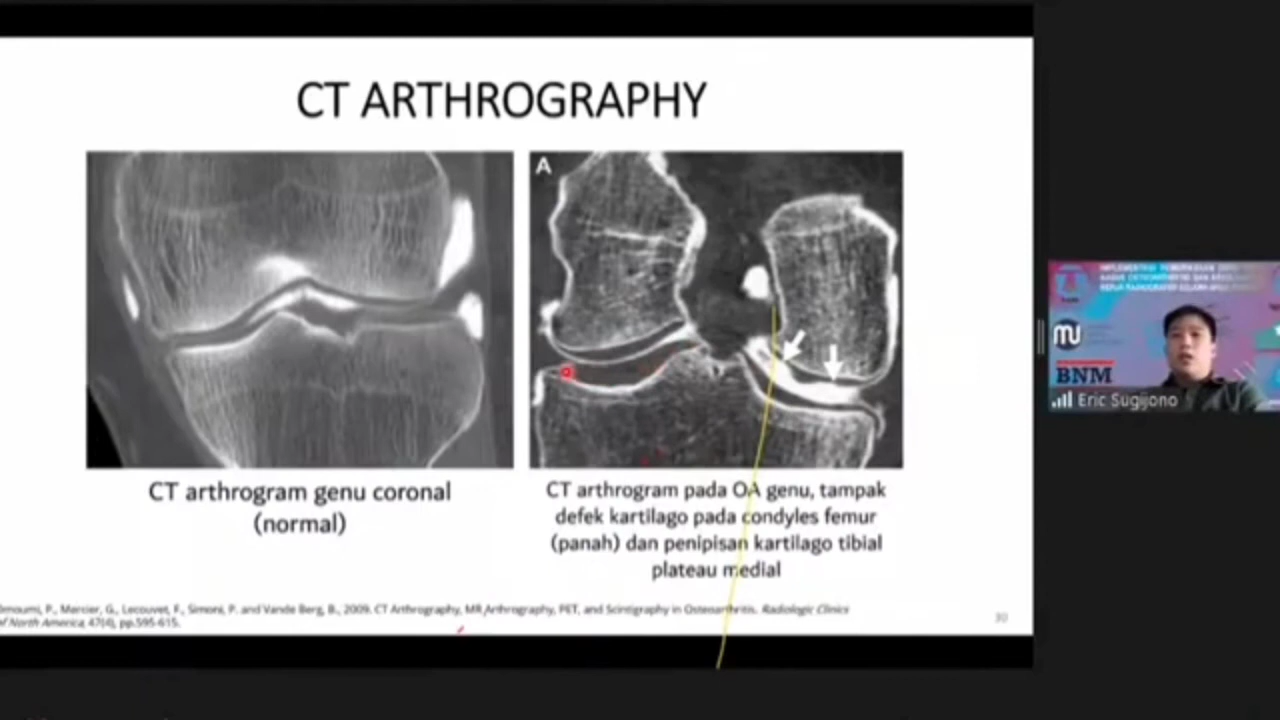 CT ARTHROGRAPHY
A
CT arthrogram genu coronal
(normal)
CT arthrogram pada OA genu, tampak
defek kartilago pada condyles femur
(panah) dan penipisan kartilago tibial
plateau medial
P., Mercier, G., Lecouvet, F., Simoni, P. and Vande Berg, B., 2009. CT Arthrography, MR Arthrography, PET, and Scintigraphy in Osteoarthritis. Radiologic Clinics
of North America, 47(4), pp.595-615.
30
BNM
Eric Sugijono